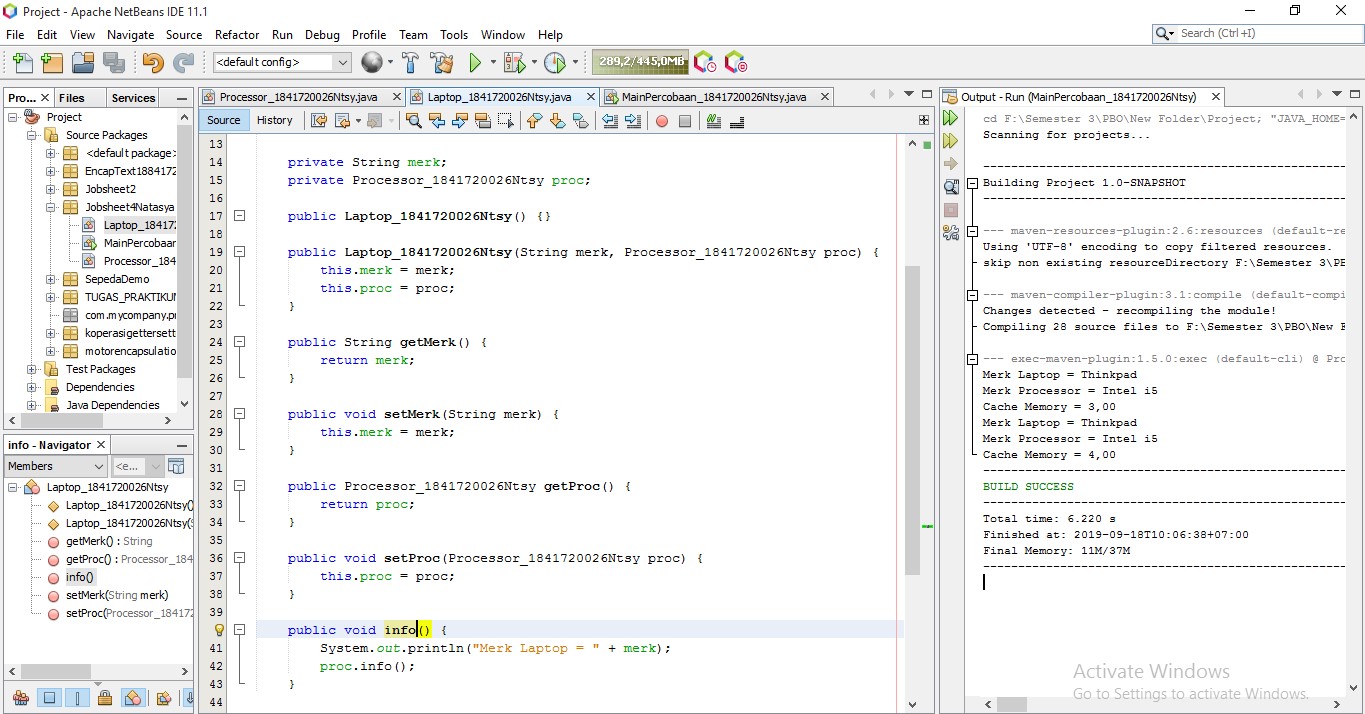 Project - Apache NetBeans IDE 11.1
File Edit View Navigate Source Refactor Run Debug Profile Team Tools Window Help
Search (Ctrl+I)
<default config>
289,2/445,0MB
Pro... Files Services
Project
Source Packages
<default package>
EncapText1884172
Jobsheet2
Jobsheet4Natasya
Laptop_18417
MainPercobaan
Processor_184
SepedaDemo
TUGAS_PRAKTIKU
com.mycompany.p
koperasigettersett
motorencapsulatio
Test Packages
Dependencies
Java Dependencies
info - Navigator
Members <e...
Laptop_1841720026Ntsy
Laptop_1841720026Ntsy()
Laptop_1841720026Ntsy(S
getMerk() : String
getProc() : Processor_184
info()
setMerk(String merk)
setProc(Processor_18417
Processor_1841720026Ntsy.java Laptop_1841720026Ntsy.java MainPercobaan_1841720026Ntsy.java
Source History
13
14 private String merk;
15 private Processor_1841720026Ntsy proc;
16
17 public Laptop_1841720026Ntsy() {}
18
19 public Laptop_1841720026Ntsy(String merk, Processor_1841720026Ntsy proc) {
20 this.merk = merk;
21 this.proc = proc;
22 }
23
24 public String getMerk() {
25 return merk;
26 }
27
28 public void setMerk(String merk) {
29 this.merk = merk;
30 }
31
32 public Processor_1841720026Ntsy getProc() {
33 return proc;
34 }
35
36 public void setProc(Processor_1841720026Ntsy proc) {
37 this.proc = proc;
38 }
39
public void info() {
41 System.out.println("Merk Laptop = " + merk);
42 proc.info();
43 }
44
Output - Run (MainPercobaan_1841720026Ntsy)
cd F:\Semester 3\PBO\New Folder\Project; "JAVA_HOME=
Scanning for projects...
------------------------------------------------
Building Project 1.0-SNAPSHOT
------------------------------------------------
--- maven-resources-plugin:2.6:resources (default-re
Using 'UTF-8' encoding to copy filtered resources.
skip non existing resourceDirectory F:\Semester 3\PB
--- maven-compiler-plugin:3.1:compile (default-compi
Changes detected - recompiling the module!
Compiling 28 source files to F:\Semester 3\PBO\New F
--- exec-maven-plugin:1.5.0:exec (default-cli) @ Pro
Merk Laptop = Thinkpad
Merk Processor = Intel i5
Cache Memory = 3,00
Merk Laptop = Thinkpad
Merk Processor = Intel i5
Cache Memory = 4,00
------------------------------------------------
BUILD SUCCESS
------------------------------------------------
Total time: 6.220 s
Finished at: 2019-09-18T10:06:38+07:00
Final Memory: 11M/37M
------------------------------------------------
Activate Windows
Go to Settings to activate Windows.